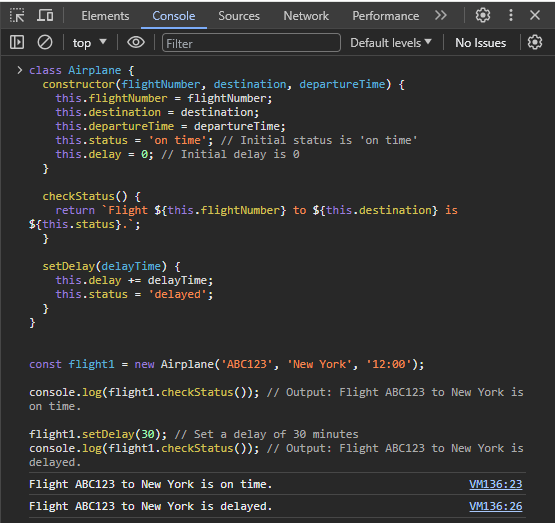 Elements Console Sources Network Performance
top Filter Default levels No Issues
class Airplane {
  constructor(flightNumber, destination, departureTime) {
    this.flightNumber = flightNumber;
    this.destination = destination;
    this.departureTime = departureTime;
    this.status = 'on time'; // Initial status is 'on time'
    this.delay = 0; // Initial delay is 0
  }

  checkStatus() {
    return `Flight ${this.flightNumber} to ${this.destination} is
${this.status}.`;
  }

  setDelay(delayTime) {
    this.delay += delayTime;
    this.status = 'delayed';
  }
}

const flight1 = new Airplane('ABC123', 'New York', '12:00');

console.log(flight1.checkStatus()); // Output: Flight ABC123 to New York is
on time.

flight1.setDelay(30); // Set a delay of 30 minutes
console.log(flight1.checkStatus()); // Output: Flight ABC123 to New York is
delayed.
Flight ABC123 to New York is on time. VM136:23
Flight ABC123 to New York is delayed. VM136:26